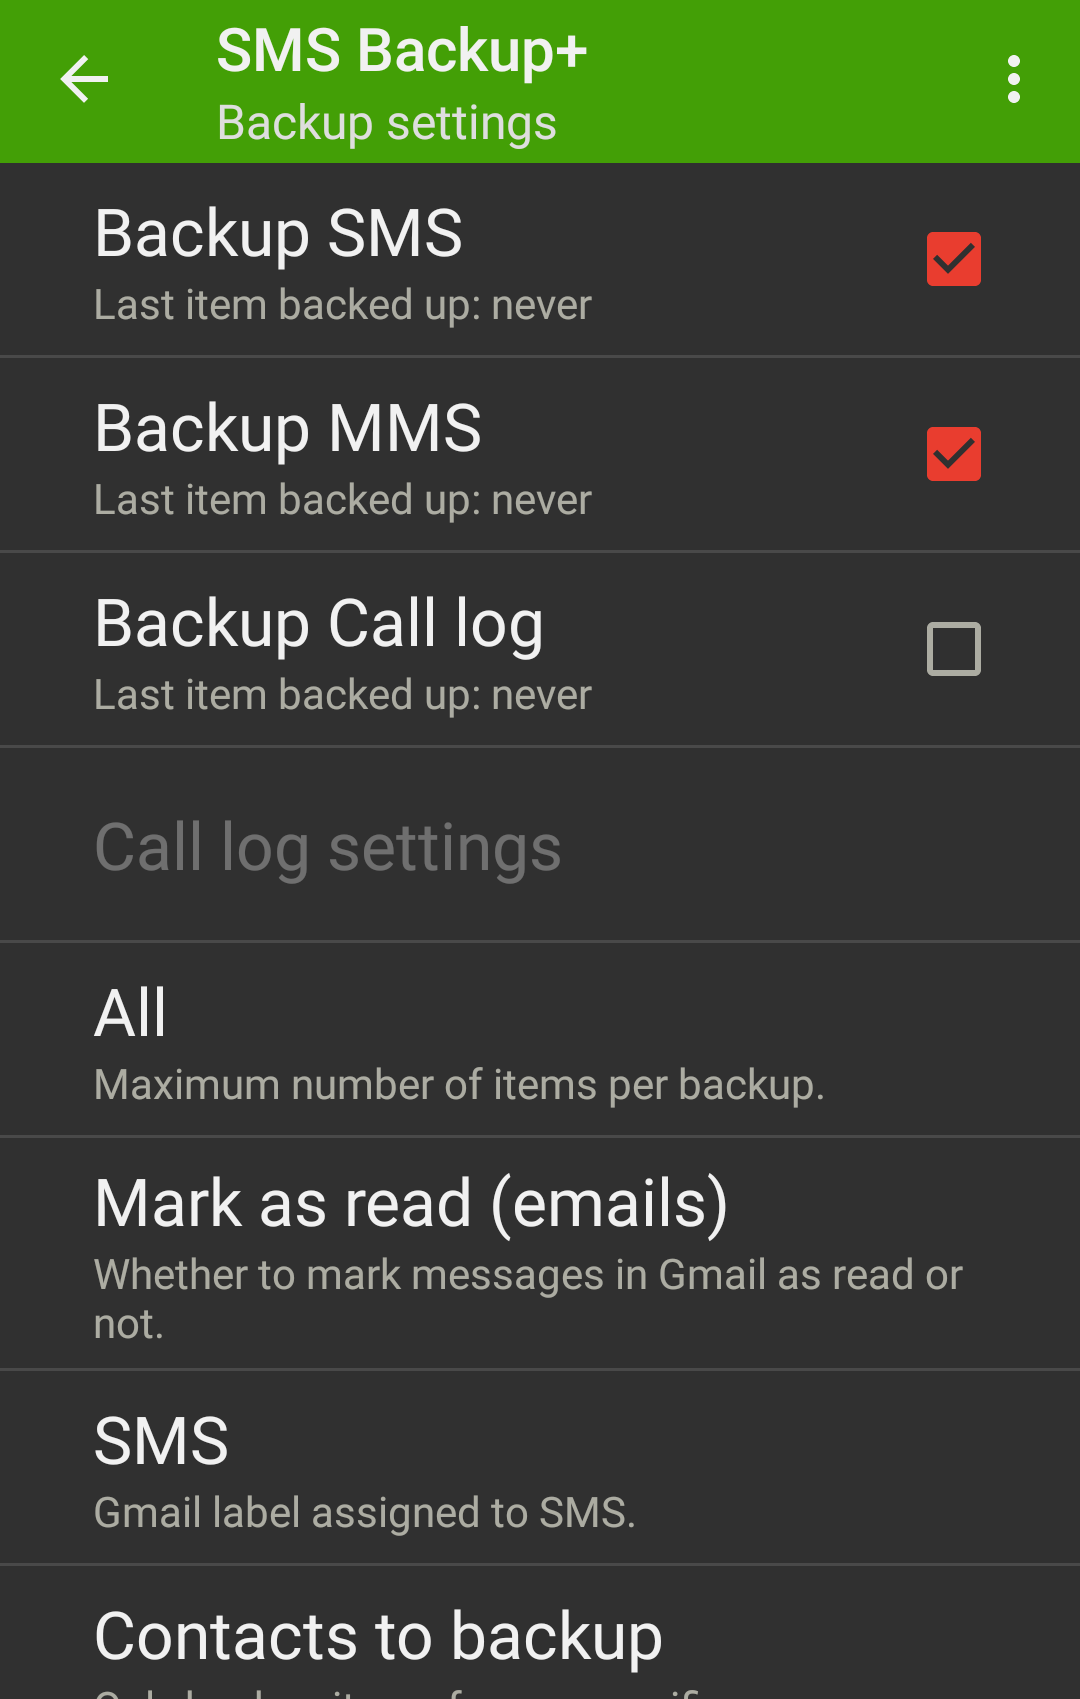 SMS Backup+
Backup settings
Backup SMS
Last item backed up: never
Backup MMS
Last item backed up: never
Backup Call log
Last item backed up: never
Call log settings
All
Maximum number of items per backup.
Mark as read (emails)
Whether to mark messages in Gmail as read or
not.
SMS
Gmail label assigned to SMS.
Contacts to backup